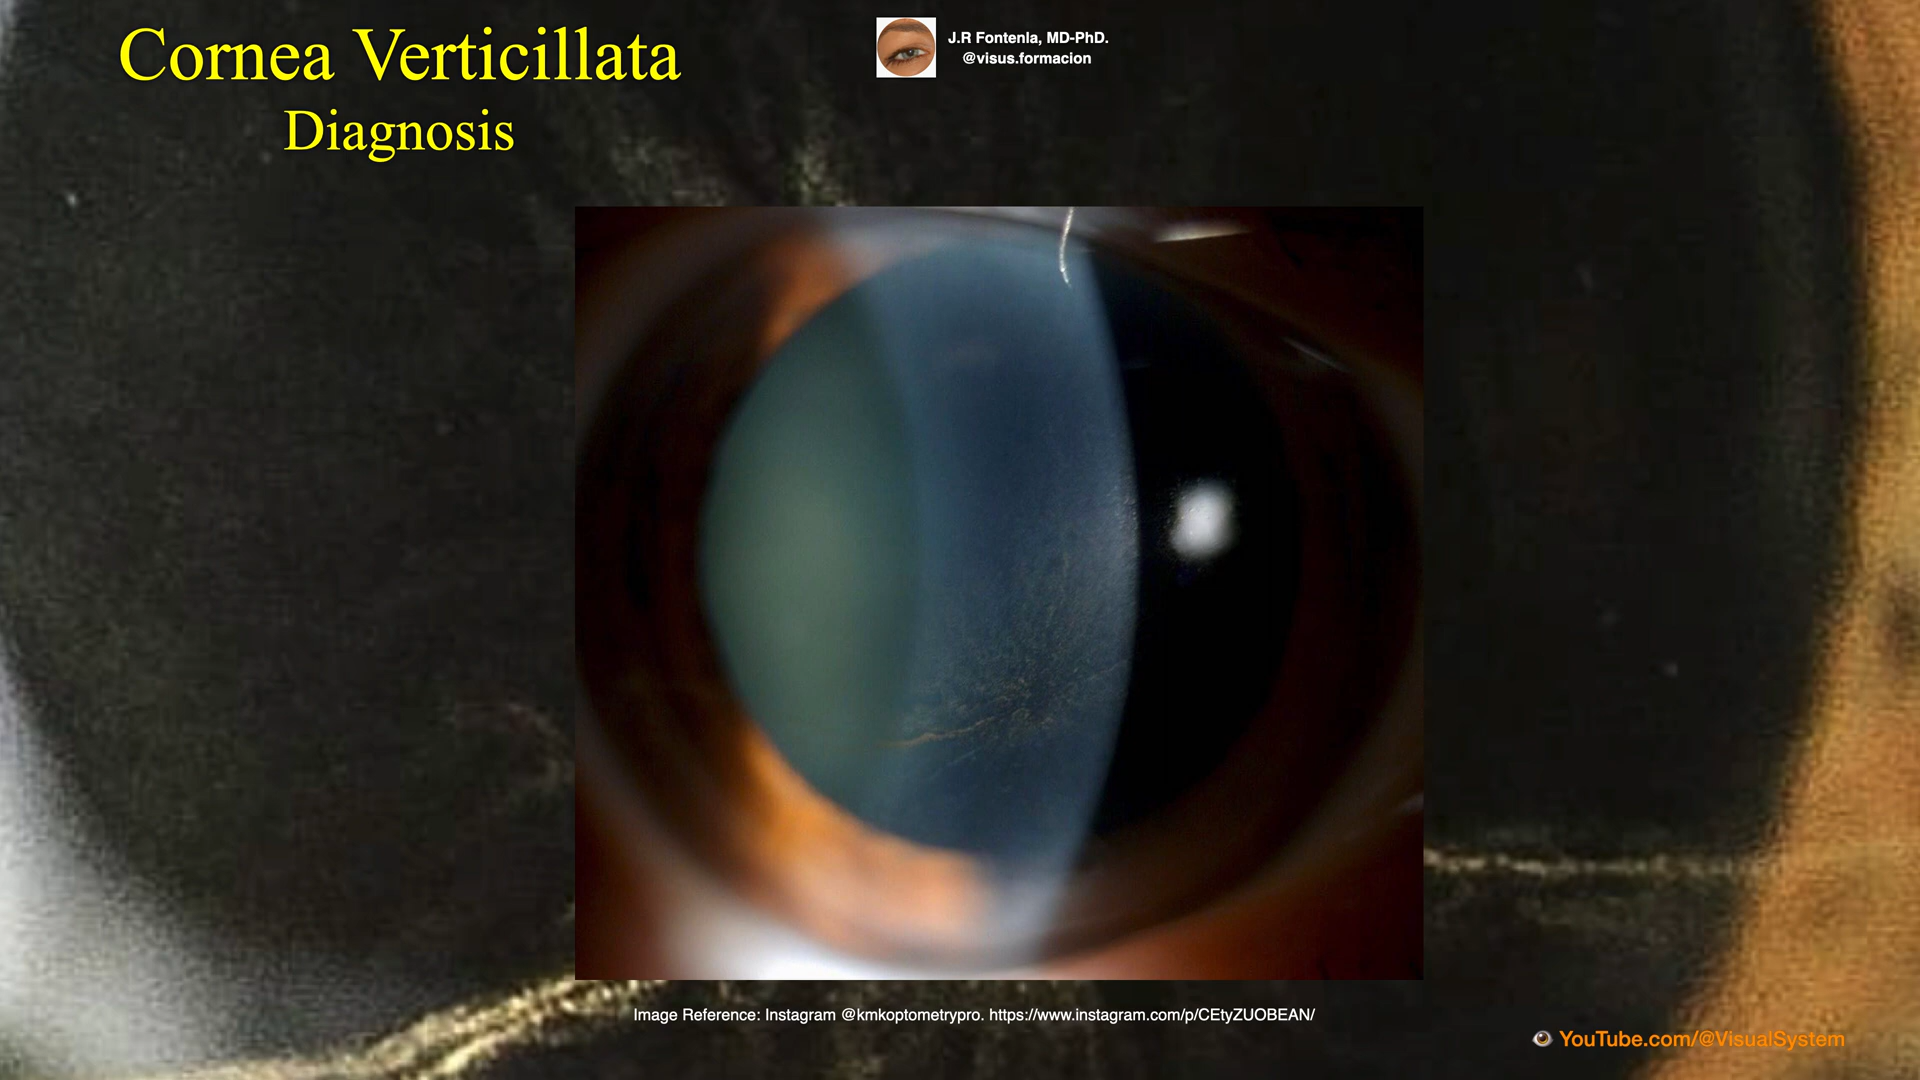 Cornea Verticillata
Diagnosis
J.R Fontenla, MD-PhD.
@visus.formacion
Image Reference: Instagram @kmkoptometrypro. https://www.instagram.com/p/CEtyZUOBEAN/
YouTube.com/@VisualSystem